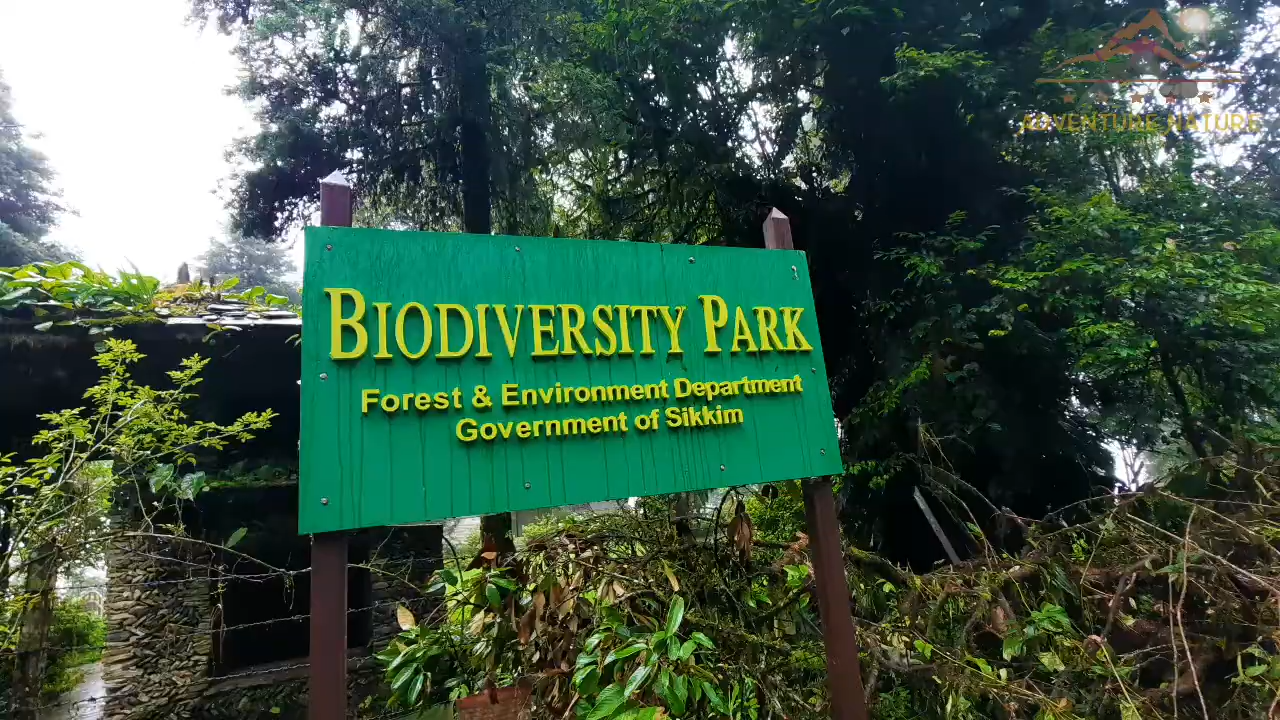 ADVENTURE NATURE
BIODIVERSITY PARK
Forest & Environment Department
Government of Sikkim